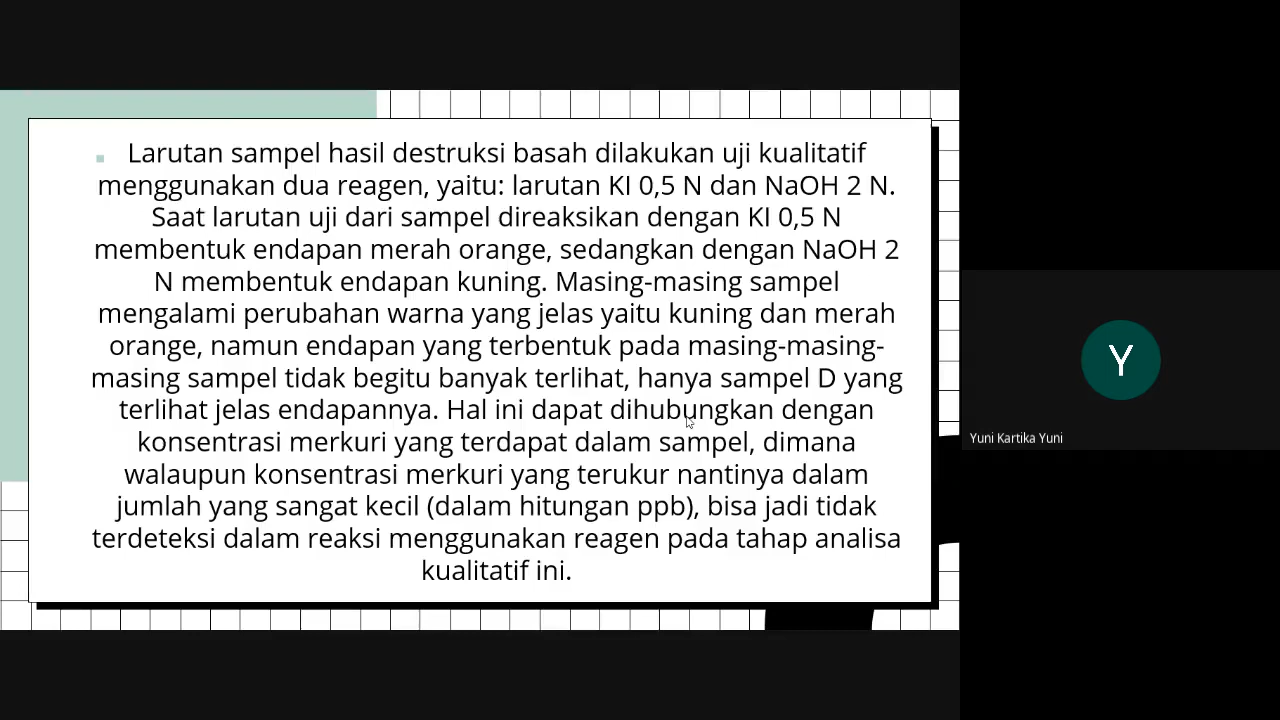 Larutan sampel hasil destruksi basah dilakukan uji kualitatif
menggunakan dua reagen, yaitu: larutan KI 0,5 N dan NaOH 2 N.
Saat larutan uji dari sampel direaksikan dengan KI 0,5 N
membentuk endapan merah orange, sedangkan dengan NaOH 2
N membentuk endapan kuning. Masing-masing sampel
mengalami perubahan warna yang jelas yaitu kuning dan merah
orange, namun endapan yang terbentuk pada masing-masing-
masing sampel tidak begitu banyak terlihat, hanya sampel D yang
terlihat jelas endapannya. Hal ini dapat dihubungkan dengan
konsentrasi merkuri yang terdapat dalam sampel, dimana
walaupun konsentrasi merkuri yang terukur nantinya dalam
jumlah yang sangat kecil (dalam hitungan ppb), bisa jadi tidak
terdeteksi dalam reaksi menggunakan reagen pada tahap analisa
kualitatif ini.
Y
Yuni Kartika Yuni